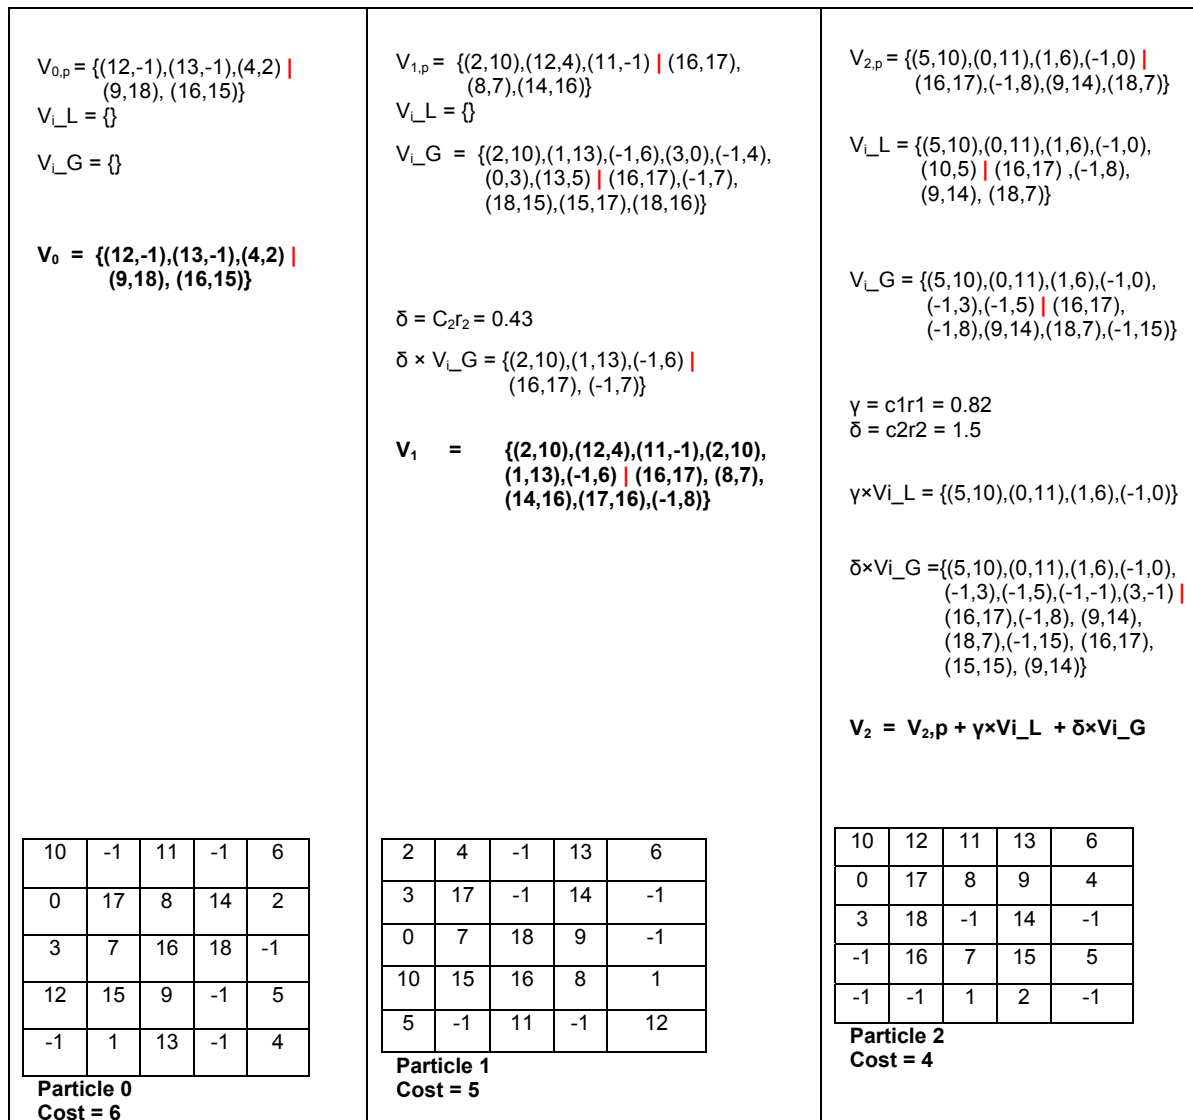 V0,p = {(12,-1),(13,-1),(4,2) |
(9,18), (16,15)}
Vi_L = {}
Vi_G = {}
V0 = {(12,-1),(13,-1),(4,2) |
(9,18), (16,15)}
10 -1 11 -1 6
0 17 8 14 2
3 7 16 18 -1
12 15 9 -1 5
-1 1 13 -1 4
Particle 0
Cost = 6
V1,p = {(2,10),(12,4),(11,-1) | (16,17),
(8,7),(14,16)}
Vi_L = {}
Vi_G = {(2,10),(1,13),(-1,6),(3,0),(-1,4),
(0,3),(13,5) | (16,17),(-1,7),
(18,15),(15,17),(18,16)}
δ = C2r2 = 0.43
δ × Vi_G = {(2,10),(1,13),(-1,6) |
(16,17), (-1,7)}
V1 = {(2,10),(12,4),(11,-1),(2,10),
(1,13),(-1,6) | (16,17), (8,7),
(14,16),(17,16),(-1,8)}
2 4 -1 13 6
3 17 -1 14 -1
0 7 18 9 -1
10 15 16 8 1
5 -1 11 -1 12
Particle 1
Cost = 5
V2,p = {(5,10),(0,11),(1,6),(-1,0) |
(16,17),(-1,8),(9,14),(18,7)}
Vi_L = {(5,10),(0,11),(1,6),(-1,0),
(10,5) | (16,17) ,(-1,8),
(9,14), (18,7)}
Vi_G = {(5,10),(0,11),(1,6),(-1,0),
(-1,3),(-1,5) | (16,17),
(-1,8),(9,14),(18,7),(-1,15)}
γ = c1r1 = 0.82
δ = c2r2 = 1.5
γ×Vi_L = {(5,10),(0,11),(1,6),(-1,0)}
δ×Vi_G ={(5,10),(0,11),(1,6),(-1,0),
(-1,3),(-1,5),(-1,-1),(3,-1) |
(16,17),(-1,8), (9,14),
(18,7),(-1,15), (16,17),
(15,15), (9,14)}
V2 = V2,p + γ×Vi_L + δ×Vi_G
10 12 11 13 6
0 17 8 9 4
3 18 -1 14 -1
-1 16 7 15 5
-1 -1 1 2 -1
Particle 2
Cost = 4